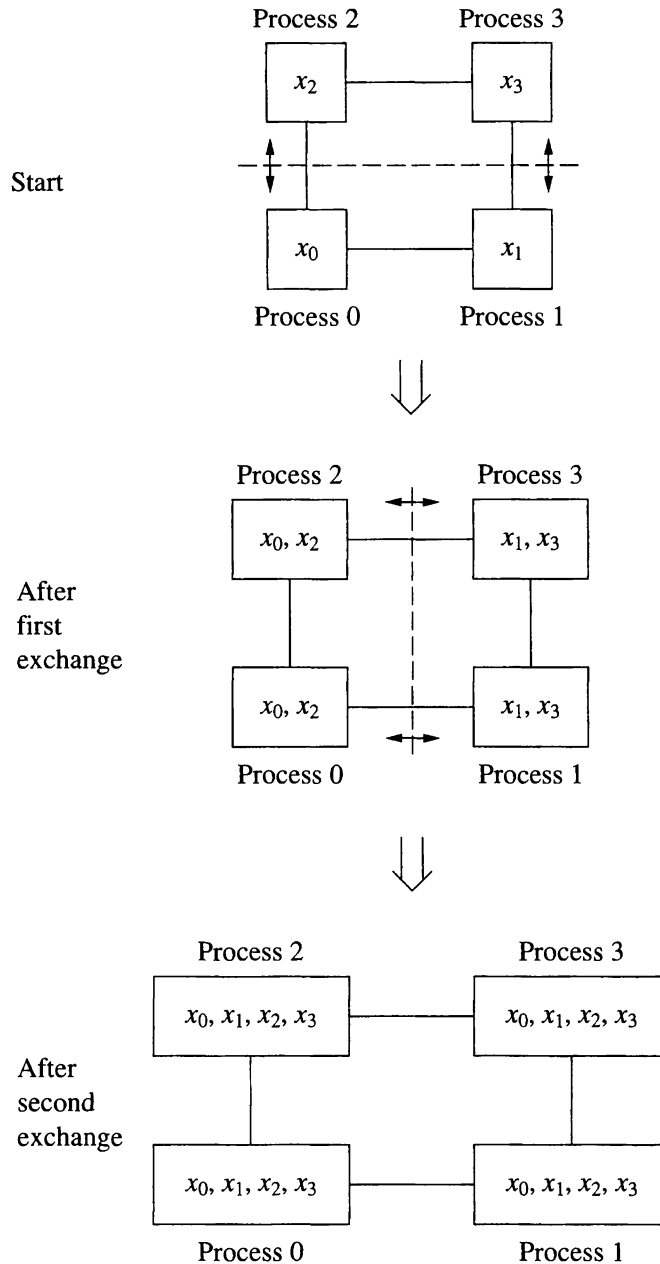 Process 2 Process 3
x₂ x₃
Start
x₀ x₁
Process 0 Process 1
Process 2 Process 3
x₀, x₂ x₁, x₃
After
first
exchange
x₀, x₂ x₁, x₃
Process 0 Process 1
Process 2 Process 3
x₀, x₁, x₂, x₃ x₀, x₁, x₂, x₃
After
second
exchange
x₀, x₁, x₂, x₃ x₀, x₁, x₂, x₃
Process 0 Process 1